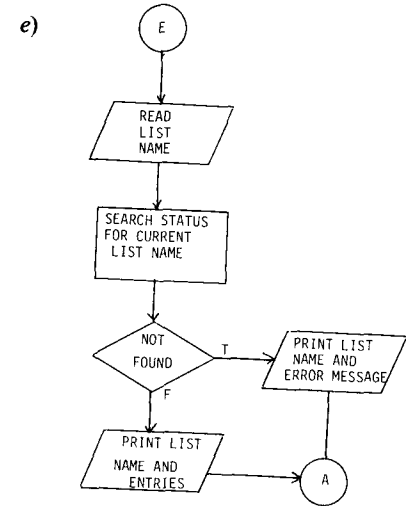 e)
E
READ
LIST
NAME
SEARCH STATUS
FOR CURRENT
LIST NAME
NOT
FOUND
T
F
PRINT LIST
NAME AND
ERROR MESSAGE
PRINT LIST
NAME AND
ENTRIES
A